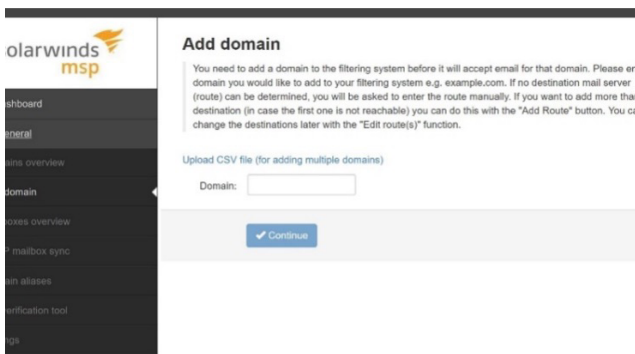 olarwinds
msp
Add domain
You need to add a domain to the filtering system before it will accept email for that domain. Please en
domain you would like to add to your filtering system e.g. example.com. If no destination mail server
(route) can be determined, you will be asked to enter the route manually. If you want to add more than
destination (in case the first one is not reachable) you can do this with the "Add Route" button. You ca
change the destinations later with the "Edit route(s)" function.
Upload CSV file (for adding multiple domains)
Domain:
Continue
shboard
eneral
ains overview
domain
oxes overview
P mailbox sync
ain aliases
erification tool
ngs